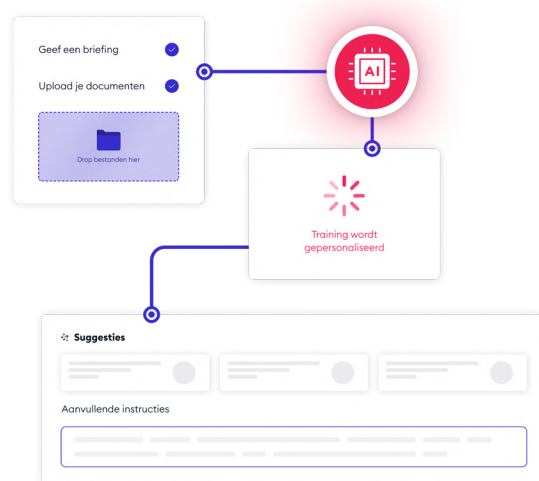 Geef een briefing
Upload je documenten
Drop bestanden hier
AI
Training wordt
gepersonaliseerd
Suggesties
Aanvullende instructies